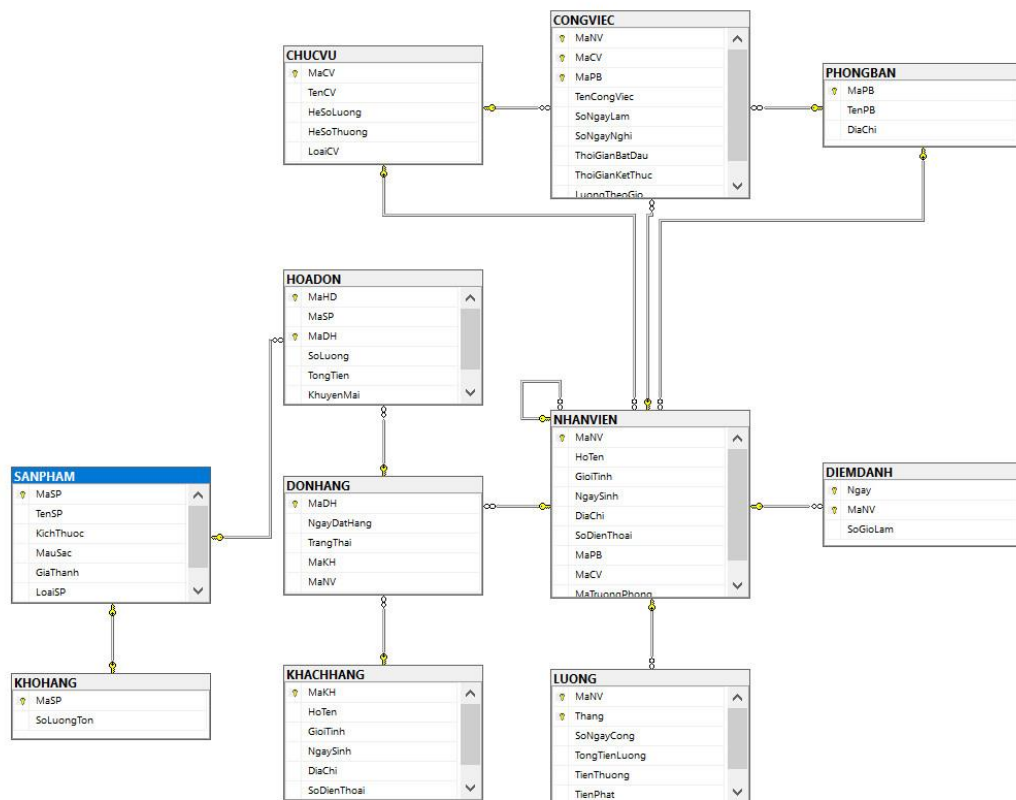 CONGVIEC
MaNV
MaCV
MaPB
TenCongViec
SoNgayLam
SoNgayNghi
ThoiGianBatDau
ThoiGianKetThuc
LuongTheoGio
CHUCVU
MaCV
TenCV
HeSoLuong
HeSoThuong
LoaiCV
PHONGBAN
MaPB
TenPB
DiaChi
HOADON
MaHD
MaSP
MaDH
SoLuong
TongTien
KhuyenMai
NHANVIEN
MaNV
HoTen
GioiTinh
NgaySinh
DiaChi
SoDienThoai
MaPB
MaCV
MaTruongPhong
SANPHAM
MaSP
TenSP
KichThuoc
MauSac
GiaThanh
LoaiSP
DONHANG
MaDH
NgayDatHang
TrangThai
MaKH
MaNV
DIEMDANH
Ngay
MaNV
SoGioLam
KHOHANG
MaSP
SoLuongTon
KHACHHANG
MaKH
HoTen
GioiTinh
NgaySinh
DiaChi
SoDienThoai
LUONG
MaNV
Thang
SoNgayCong
TongTienLuong
TienThuong
TienPhat